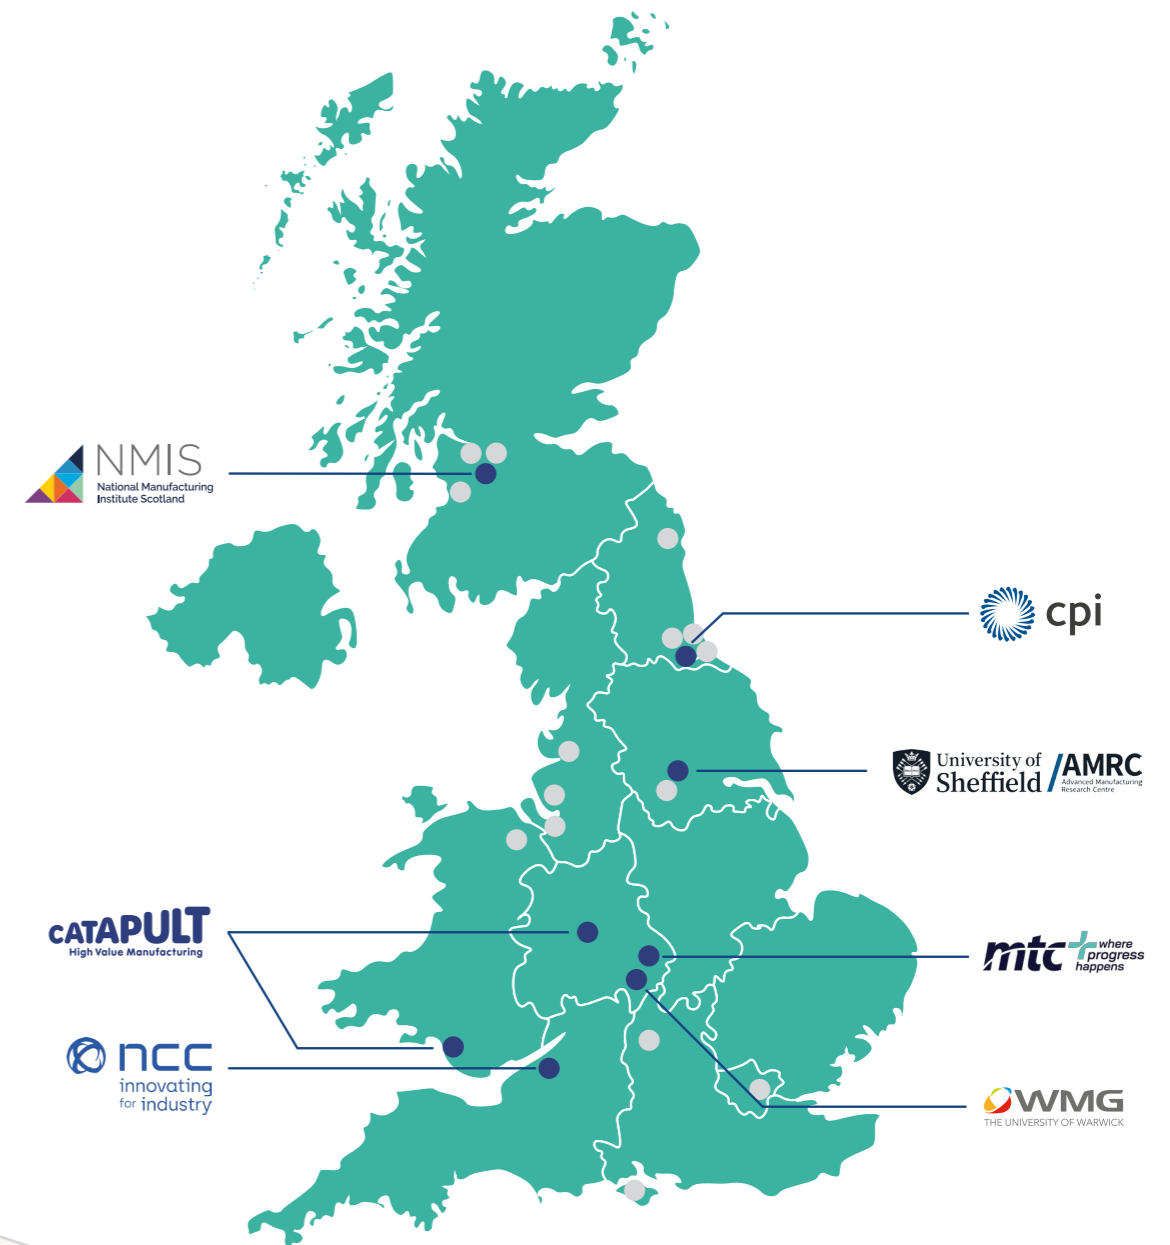 NMIS
National Manufacturing
Institute Scotland
cpi
University of
Sheffield
AMRC
Advanced Manufacturing
Research Centre
CATAPULT
High Value Manufacturing
mtc
where
progress
happens
ncc
innovating
for industry
WMG
THE UNIVERSITY OF WARWICK